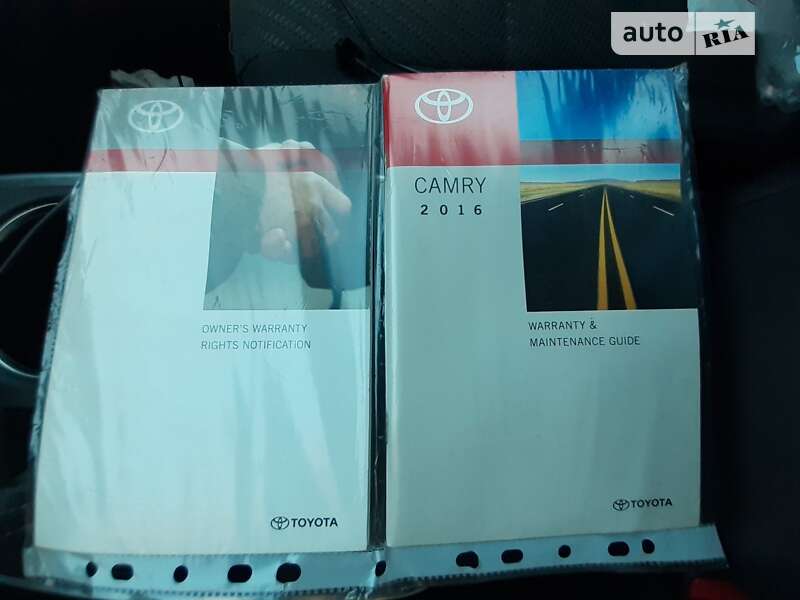 auto RIA
CAMRY
2016
OWNER'S WARRANTY
RIGHTS NOTIFICATION
WARRANTY &
MAINTENANCE GUIDE
TOYOTA
TOYOTA